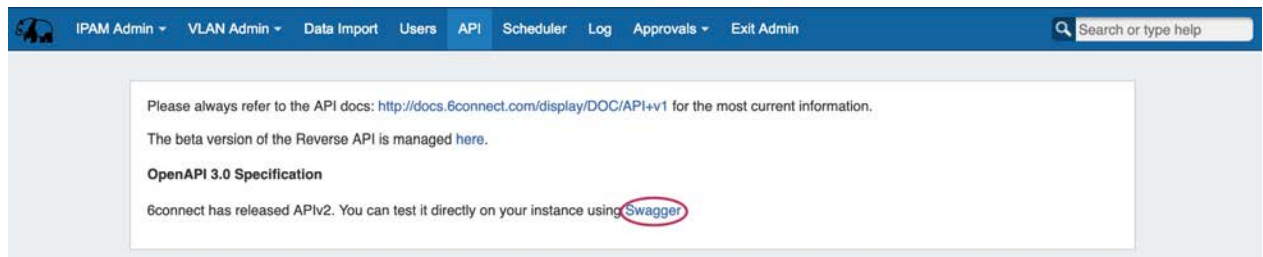 IPAM Admin VLAN Admin Data Import Users API Scheduler Log Approvals Exit Admin Search or type help
Please always refer to the API docs: http://docs.6connect.com/display/DOC/API+v1 for the most current information.
The beta version of the Reverse API is managed here.
OpenAPI 3.0 Specification
6connect has released APIv2. You can test it directly on your instance using Swagger